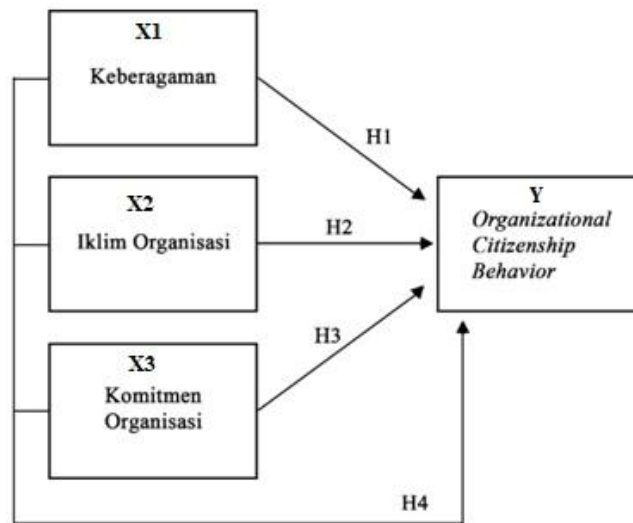 X1
Keberagaman
H1
X2
Iklim Organisasi
H2
Y
Organizational
Citizenship
Behavior
X3
Komitmen
Organisasi
H3
H4